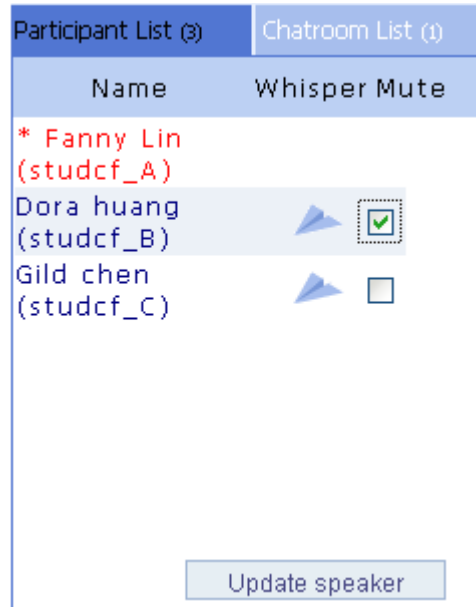 Participant List (3) Chatroom List (1)
Name Whisper Mute
* Fanny Lin
(studcf_A)
Dora huang
(studcf_B)
Gild chen
(studcf_C)
Update speaker